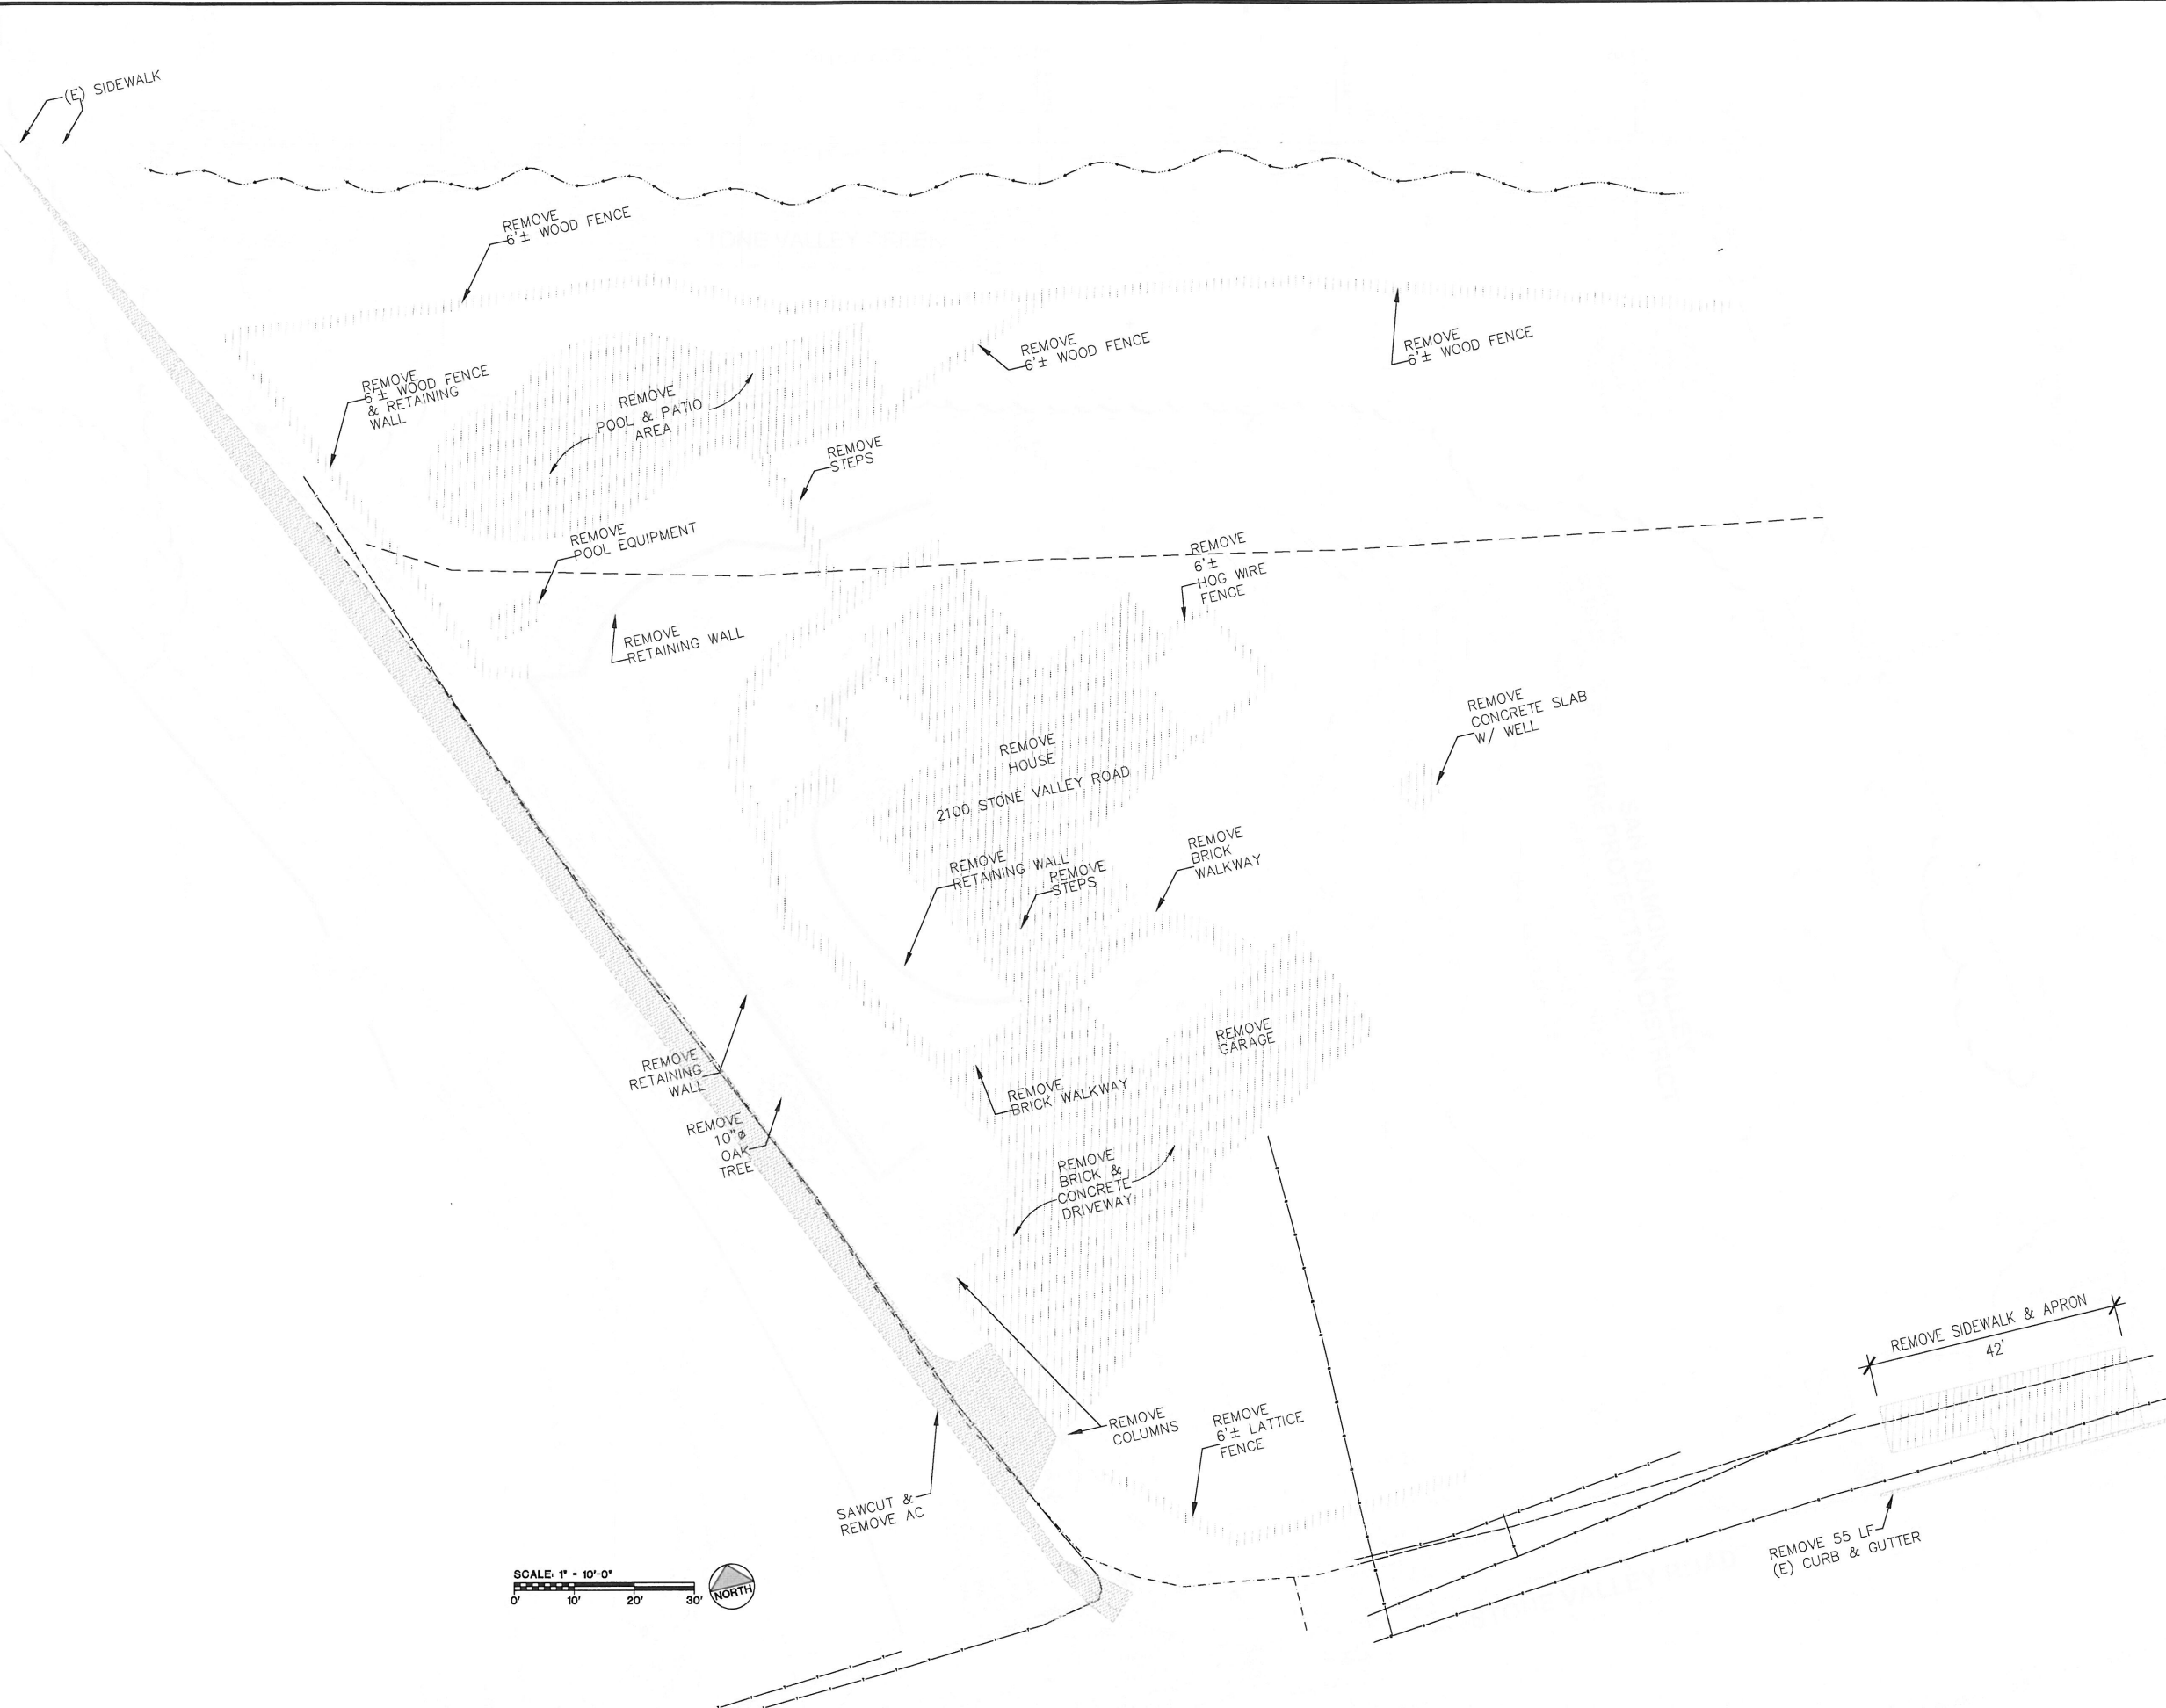 (E) SIDEWALK
REMOVE
6'± WOOD FENCE
REMOVE
6'± WOOD FENCE
REMOVE
6'± WOOD FENCE
REMOVE
6'± WOOD FENCE
& RETAINING
WALL
REMOVE
POOL & PATIO
AREA
REMOVE
STEPS
REMOVE
POOL EQUIPMENT
REMOVE
6'±
HOG WIRE
FENCE
REMOVE
RETAINING WALL
REMOVE
CONCRETE SLAB
W/ WELL
REMOVE
HOUSE
2100 STONE VALLEY ROAD
REMOVE
BRICK
WALKWAY
REMOVE
RETAINING WALL
REMOVE
STEPS
REMOVE
GARAGE
REMOVE
RETAINING
WALL
REMOVE
BRICK WALKWAY
REMOVE
10"ø
OAK
TREE
REMOVE
BRICK &
CONCRETE
DRIVEWAY
REMOVE SIDEWALK & APRON
42'
REMOVE
COLUMNS
REMOVE
6'± LATTICE
FENCE
SAWCUT &
REMOVE AC
REMOVE 55 LF
(E) CURB & GUTTER
SCALE: 1" = 10'-0"
0' 10' 20' 30'
NORTH